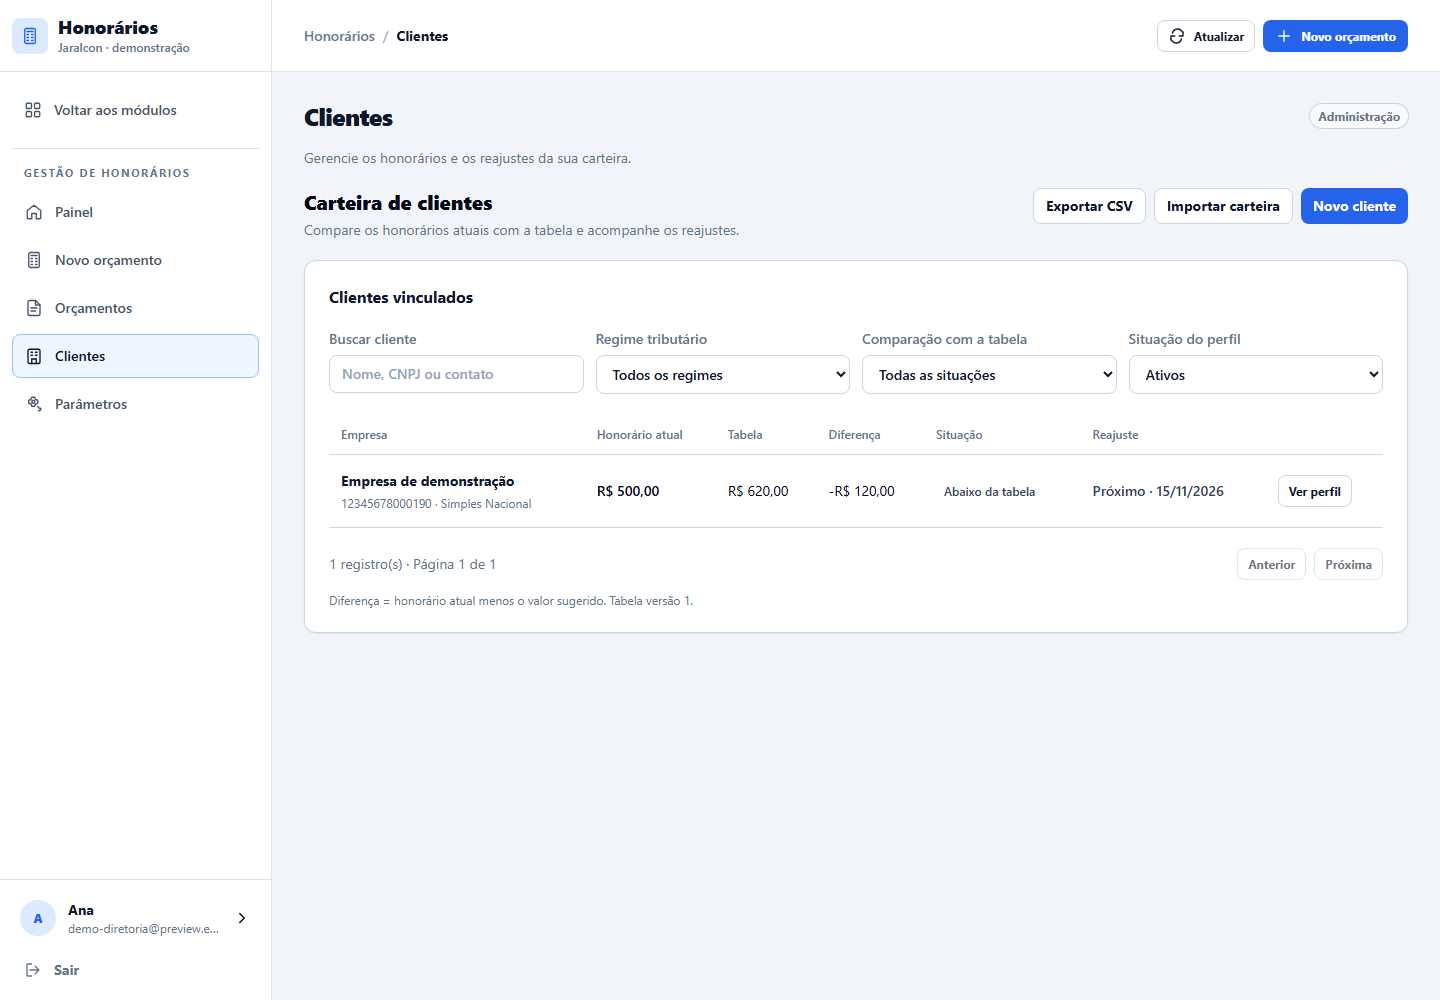 Honorários
Jaralcon · demonstração
Voltar aos módulos
GESTÃO DE HONORÁRIOS
Painel
Novo orçamento
Orçamentos
Clientes
Parâmetros
A
Ana
demo-diretoria@preview.e...
Sair
Honorários / Clientes
Atualizar
Novo orçamento
Clientes
Administração
Gerencie os honorários e os reajustes da sua carteira.
Carteira de clientes
Compare os honorários atuais com a tabela e acompanhe os reajustes.
Exportar CSV
Importar carteira
Novo cliente
Clientes vinculados
Buscar cliente
Nome, CNPJ ou contato
Regime tributário
Todos os regimes
Comparação com a tabela
Todas as situações
Situação do perfil
Ativos
Empresa Honorário atual Tabela Diferença Situação Reajuste
Empresa de demonstração
12345678000190 · Simples Nacional
R$ 500,00 R$ 620,00 -R$ 120,00 Abaixo da tabela Próximo · 15/11/2026 Ver perfil
1 registro(s) · Página 1 de 1
Anterior
Próxima
Diferença = honorário atual menos o valor sugerido. Tabela versão 1.